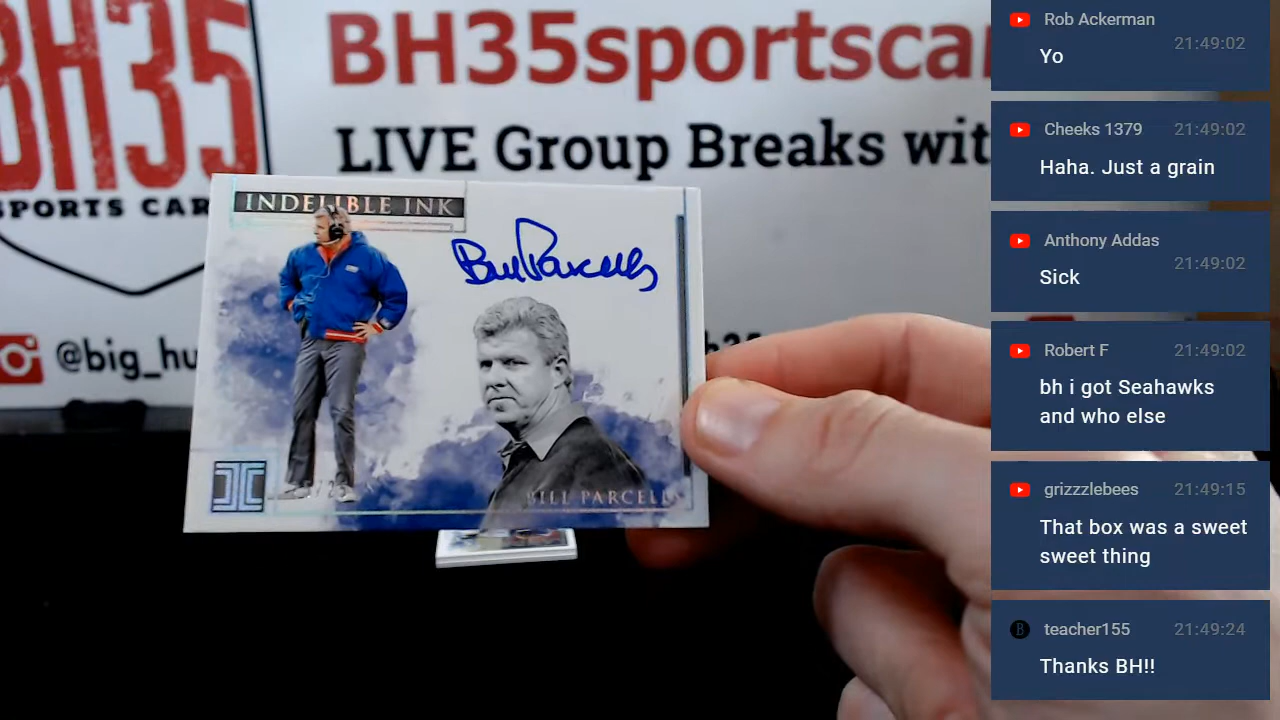 BH35
SPORTS CAR
BH35sportscar
LIVE Group Breaks wit
@big_hu
INDELIBLE INK
Bill Parcells
/25
BILL PARCELLS
Rob Ackerman
21:49:02
Yo
Cheeks 1379
21:49:02
Haha. Just a grain
Anthony Addas
21:49:02
Sick
Robert F
21:49:02
bh i got Seahawks
and who else
grizzzlebees
21:49:15
That box was a sweet
sweet thing
teacher155
21:49:24
Thanks BH!!